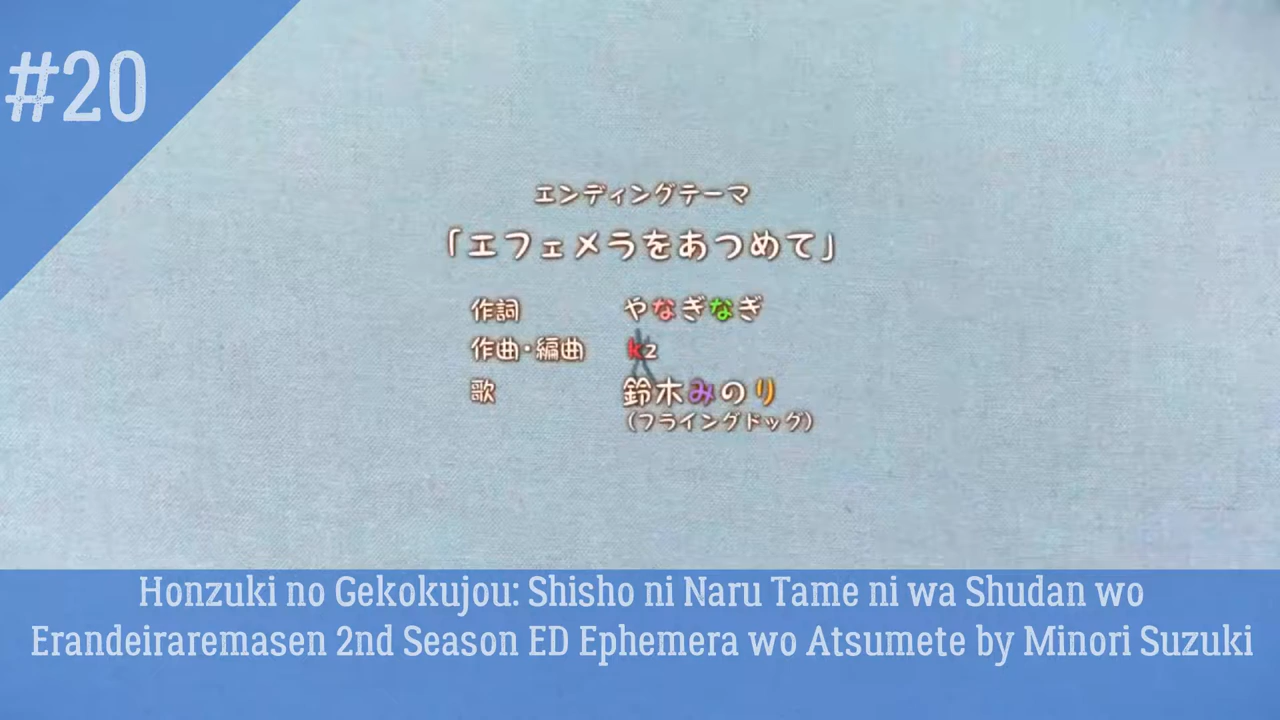 #20
エンディングテーマ
「エフェメラをあつめて」
作詞 やなぎなぎ
作曲・編曲 k2
歌 鈴木みのり
(フライングドッグ)
Honzuki no Gekokujou: Shisho ni Naru Tame ni wa Shudan wo
Erandeiraremasen 2nd Season ED Ephemera wo Atsumete by Minori Suzuki